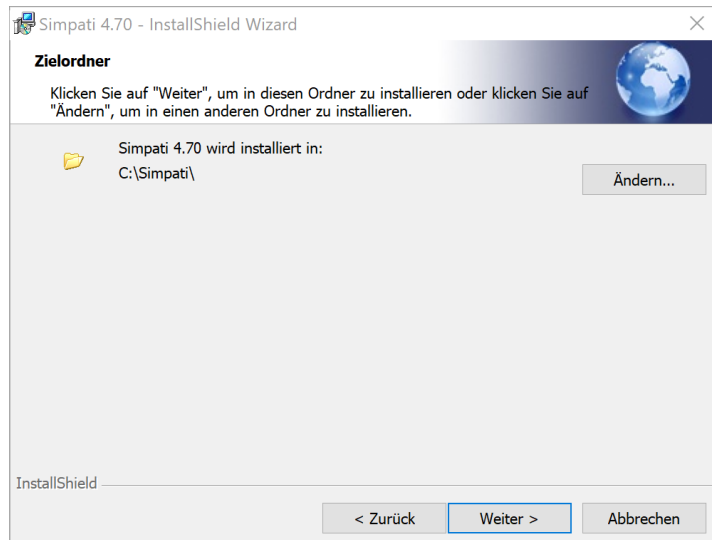 Simpati 4.70 - InstallShield Wizard
Zielordner
Klicken Sie auf "Weiter", um in diesen Ordner zu installieren oder klicken Sie auf
"Ändern", um in einen anderen Ordner zu installieren.
Simpati 4.70 wird installiert in:
C:\Simpati\
Ändern...
InstallShield
< Zurück
Weiter >
Abbrechen